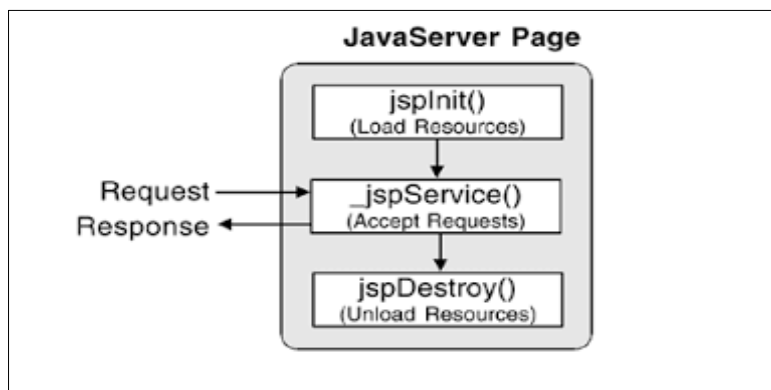 JavaServer Page
jspInit()
(Load Resources)
Request
_jspService()
Response
(Accept Requests)
jspDestroy()
(Unload Resources)